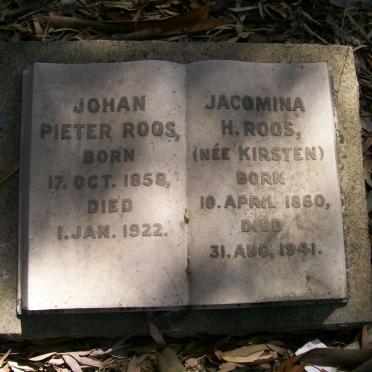 JOHAN
PIETER ROOS,
BORN
17. OCT. 1858,
DIED
1. JAN. 1922.
JACOMINA
H. ROOS,
(NÉE KIRSTEN)
BORN
10. APRIL 1860,
DIED
31. AUG, 1941.